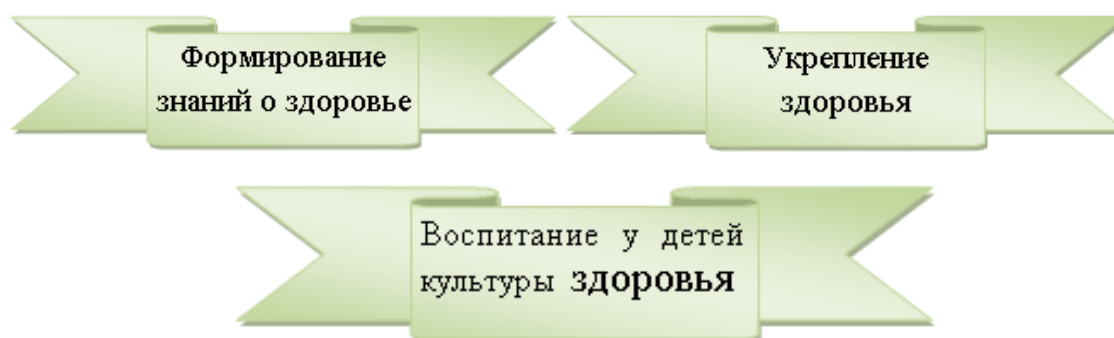 Формирование
знаний о здоровье
Укрепление
здоровья
Воспитание у детей
культуры здоровья